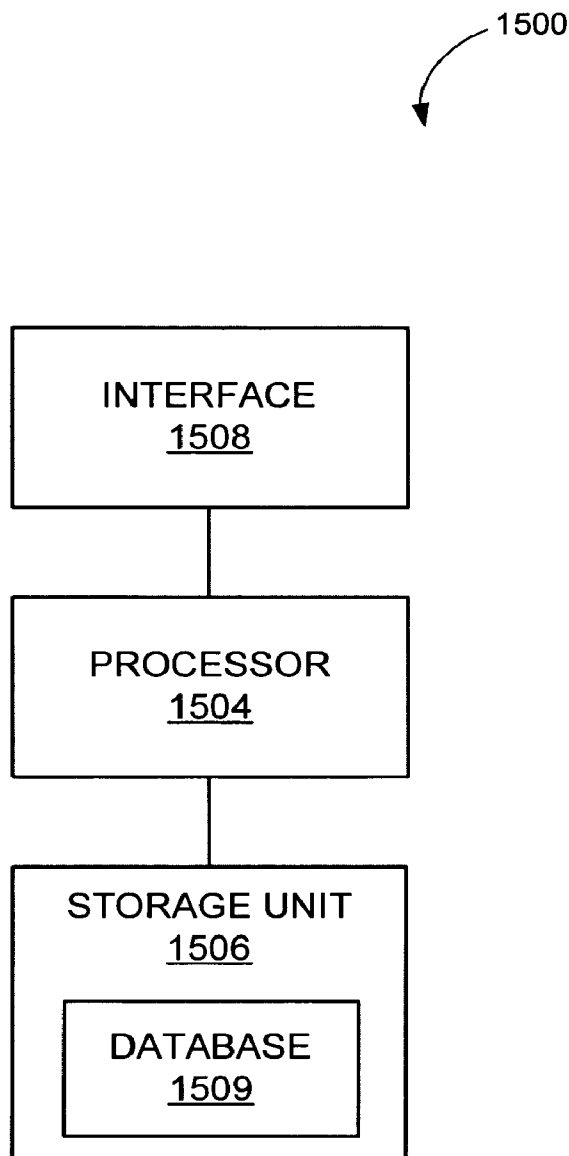 1500
INTERFACE
1508
PROCESSOR
1504
STORAGE UNIT
1506
DATABASE
1509